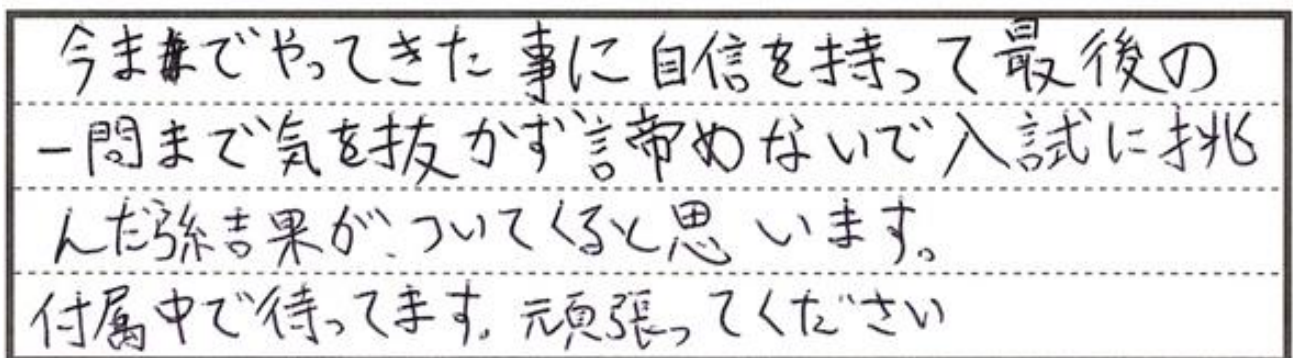 今までやってきた事に自信を持って最後の
一問まで気を抜かず諦めないで入試に挑
んだら結果が、ついてくると思います。
付属中で待ってます。頑張ってください